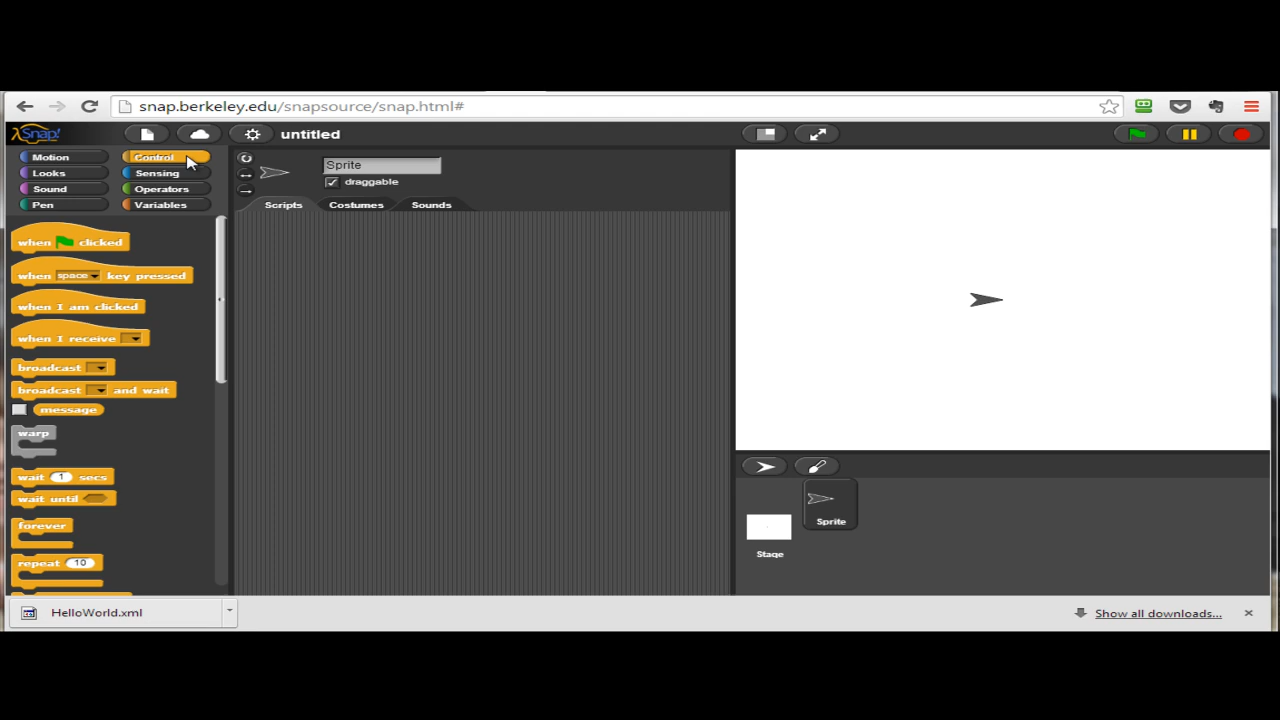 snap.berkeley.edu/snapsource/snap.html#
Snap!
untitled
Motion
Control
Looks
Sensing
Sound
Operators
Pen
Variables
Sprite
draggable
Scripts
Costumes
Sounds
when clicked
when space key pressed
when I am clicked
when I receive
broadcast
broadcast and wait
message
warp
wait 1 secs
wait until
forever
repeat 10
Sprite
Stage
HelloWorld.xml
Show all downloads...